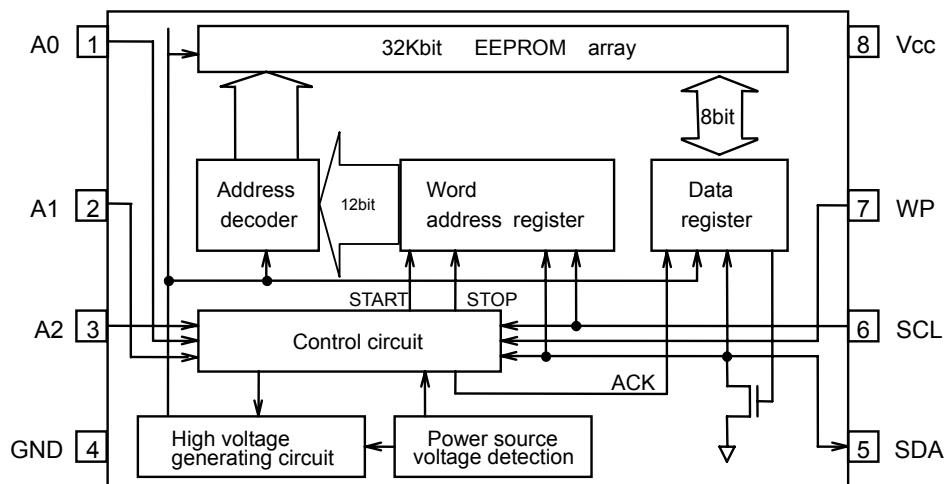 A0 1
32Kbit EEPROM array
8 Vcc
8bit
A1 2
Address
decoder
12bit
Word
address register
Data
register
7 WP
START
STOP
A2 3
Control circuit
6 SCL
ACK
GND 4
High voltage
generating circuit
Power source
voltage detection
5 SDA